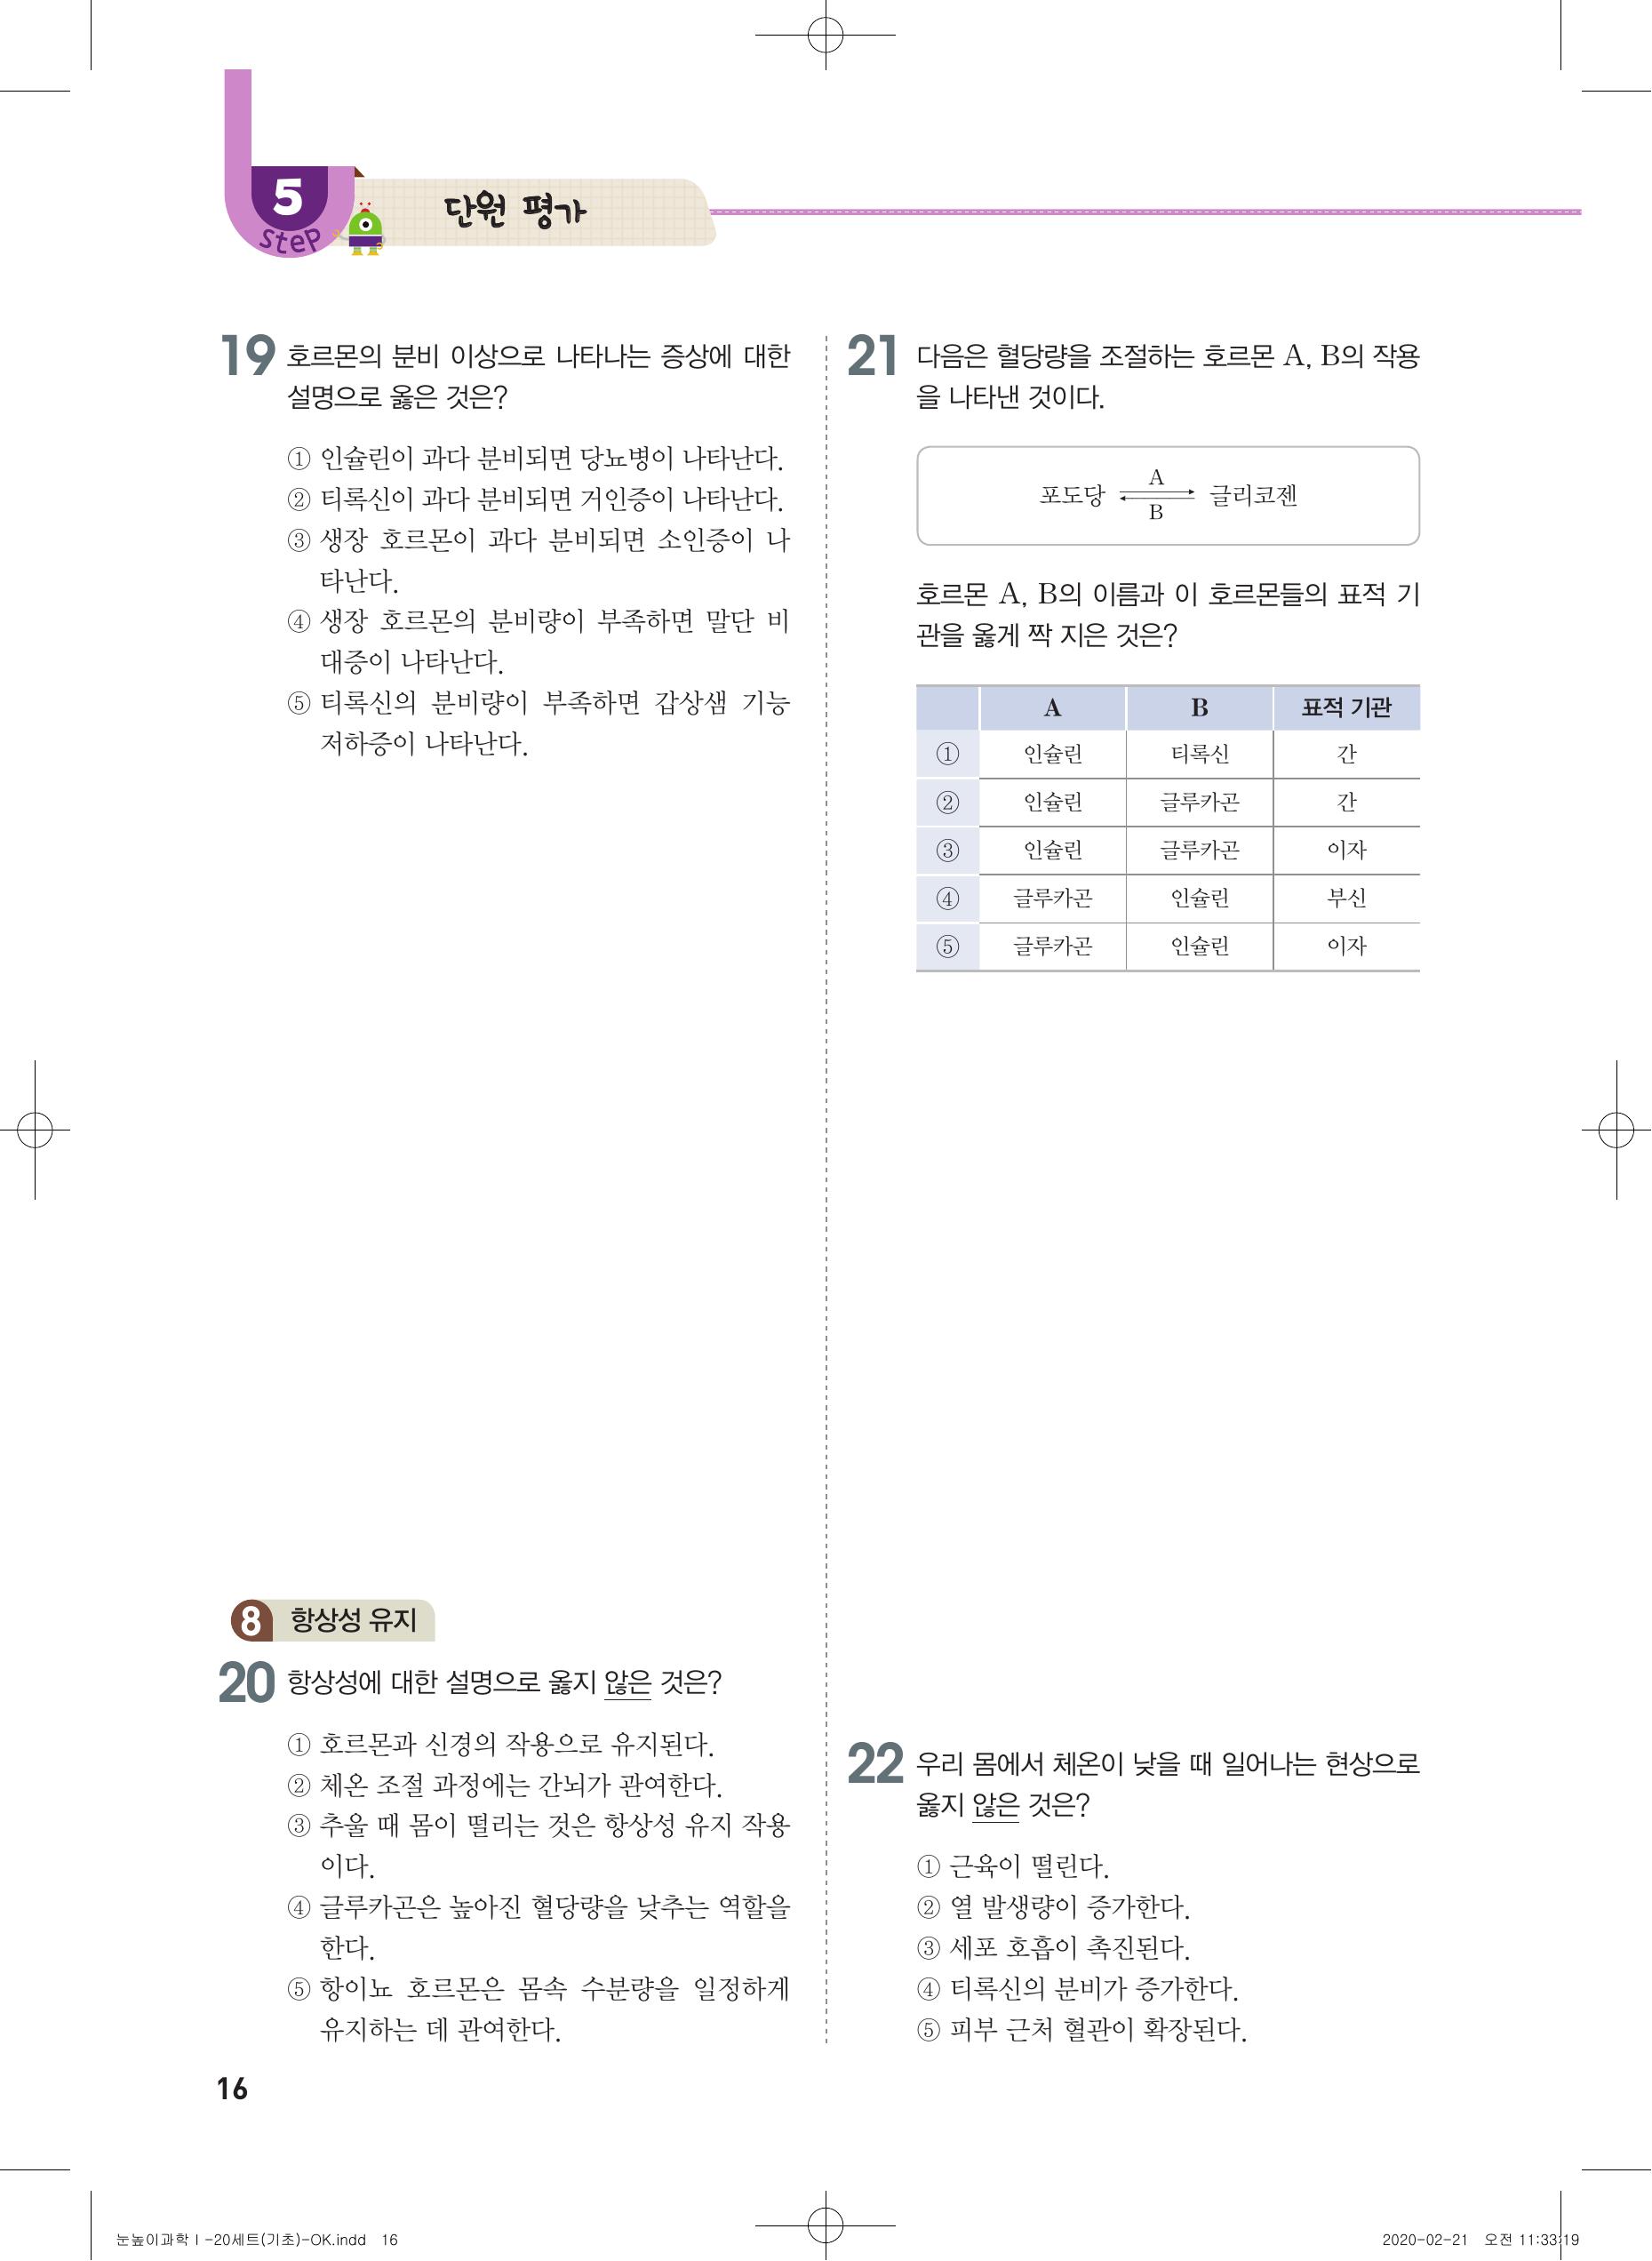 5
step
단원 평가
19 호르몬의 분비 이상으로 나타나는 증상에 대한
설명으로 옳은 것은?
① 인슐린이 과다 분비되면 당뇨병이 나타난다.
② 티록신이 과다 분비되면 거인증이 나타난다.
③ 생장 호르몬이 과다 분비되면 소인증이 나
타난다.
④ 생장 호르몬의 분비량이 부족하면 말단 비
대증이 나타난다.
⑤ 티록신의 분비량이 부족하면 갑상샘 기능
저하증이 나타난다.
8 항상성 유지
20 항상성에 대한 설명으로 옳지 않은 것은?
① 호르몬과 신경의 작용으로 유지된다.
② 체온 조절 과정에는 간뇌가 관여한다.
③ 추울 때 몸이 떨리는 것은 항상성 유지 작용
이다.
④ 글루카곤은 높아진 혈당량을 낮추는 역할을
한다.
⑤ 항이뇨 호르몬은 몸속 수분량을 일정하게
유지하는 데 관여한다.
21 다음은 혈당량을 조절하는 호르몬 A, B의 작용
을 나타낸 것이다.
A
포도당 ⇄ 글리코젠
B
호르몬 A, B의 이름과 이 호르몬들의 표적 기
관을 옳게 짝 지은 것은?
A B 표적 기관
① 인슐린 티록신 간
② 인슐린 글루카곤 간
③ 인슐린 글루카곤 이자
④ 글루카곤 인슐린 부신
⑤ 글루카곤 인슐린 이자
22 우리 몸에서 체온이 낮을 때 일어나는 현상으로
옳지 않은 것은?
① 근육이 떨린다.
② 열 발생량이 증가한다.
③ 세포 호흡이 촉진된다.
④ 티록신의 분비가 증가한다.
⑤ 피부 근처 혈관이 확장된다.
16
눈높이과학Ⅰ-20세트(기초)-OK.indd 16
2020-02-21 오전 11:33:19